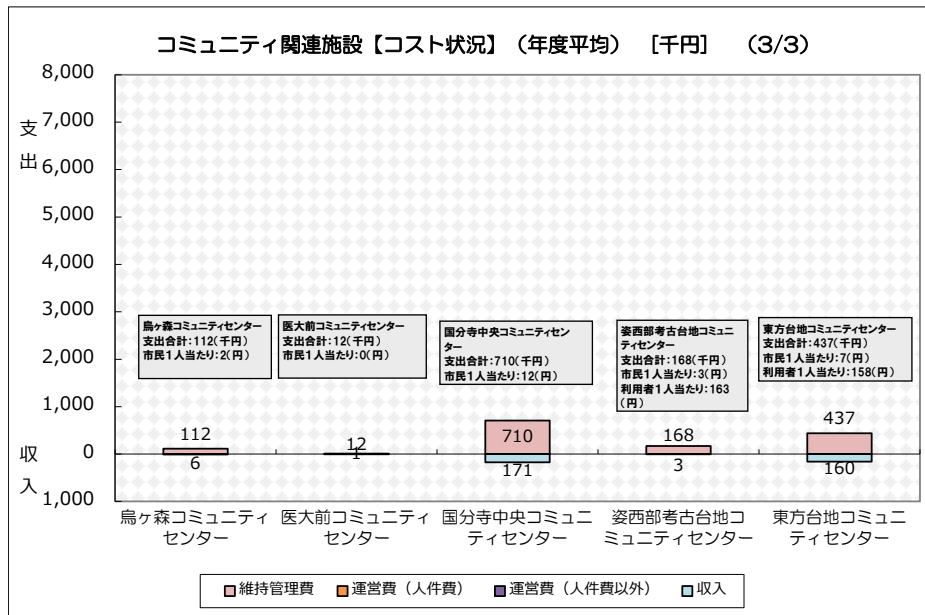 コミュニティ関連施設【コスト状況】（年度平均） ［千円］ （3/3）
8,000
7,000
支出
6,000
5,000
4,000
3,000
2,000
1,000
0
収入
1,000
烏ヶ森コミュニティセンター
支出合計:112(千円)
市民1人当たり:2(円)
医大前コミュニティセンター
支出合計:12(千円)
市民1人当たり:0(円)
国分寺中央コミュニティセン
ター
支出合計:710(千円)
市民1人当たり:12(円)
姿西部考古台地コミュニ
ティセンター
支出合計:168(千円)
市民1人当たり:3(円)
利用者1人当たり:163
(円)
東方台地コミュニティセンター
支出合計:437(千円)
市民1人当たり:7(円)
利用者1人当たり:158(円)
112
6
12
1
710
171
168
3
437
160
烏ヶ森コミュニティ
センター
医大前コミュニティ
センター
国分寺中央コミュニ
ティセンター
姿西部考古台地コ
ミュニティセンター
東方台地コミュニ
ティセンター
維持管理費 運営費（人件費） 運営費（人件費以外） 収入